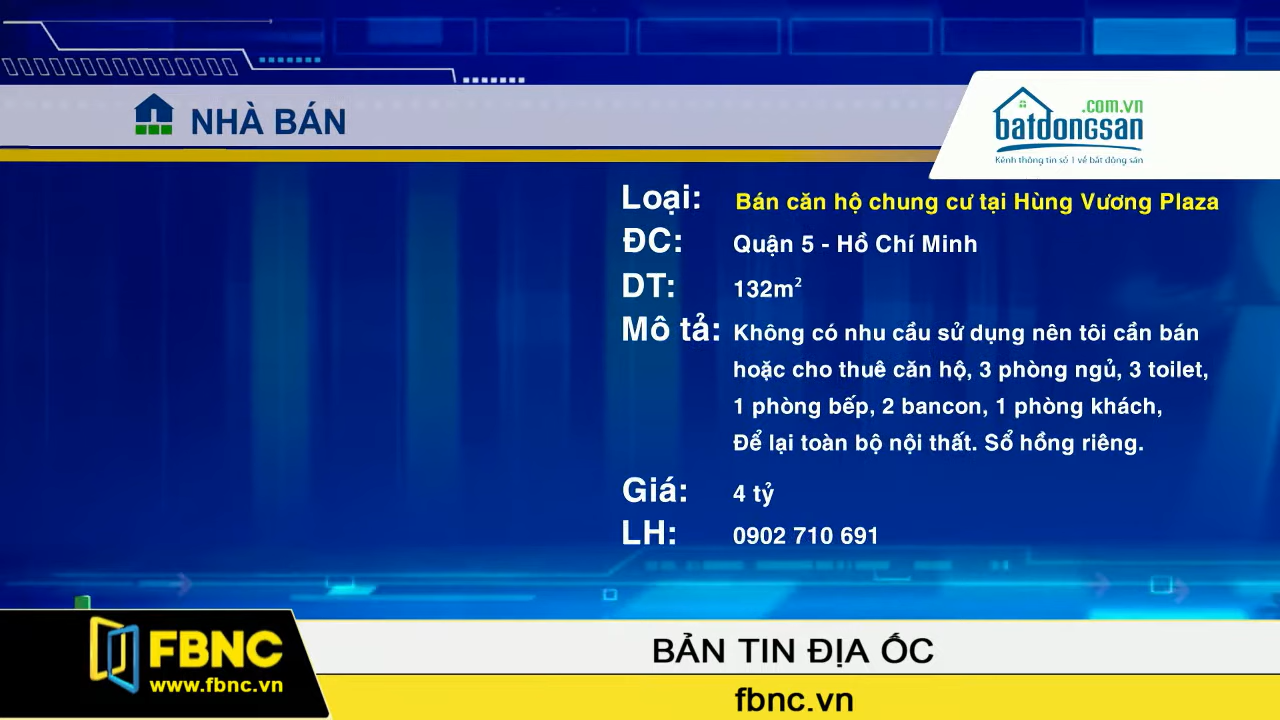 NHÀ BÁN
.com.vn
batdongsan
Kênh thông tin số 1 về bất động sản
Loại: Bán căn hộ chung cư tại Hùng Vương Plaza
ĐC: Quận 5 - Hồ Chí Minh
DT: 132m²
Mô tả: Không có nhu cầu sử dụng nên tôi cần bán
hoặc cho thuê căn hộ, 3 phòng ngủ, 3 toilet,
1 phòng bếp, 2 bancon, 1 phòng khách,
Để lại toàn bộ nội thất. Sổ hồng riêng.
Giá: 4 tỷ
LH: 0902 710 691
FBNC
www.fbnc.vn
BẢN TIN ĐỊA ỐC
fbnc.vn